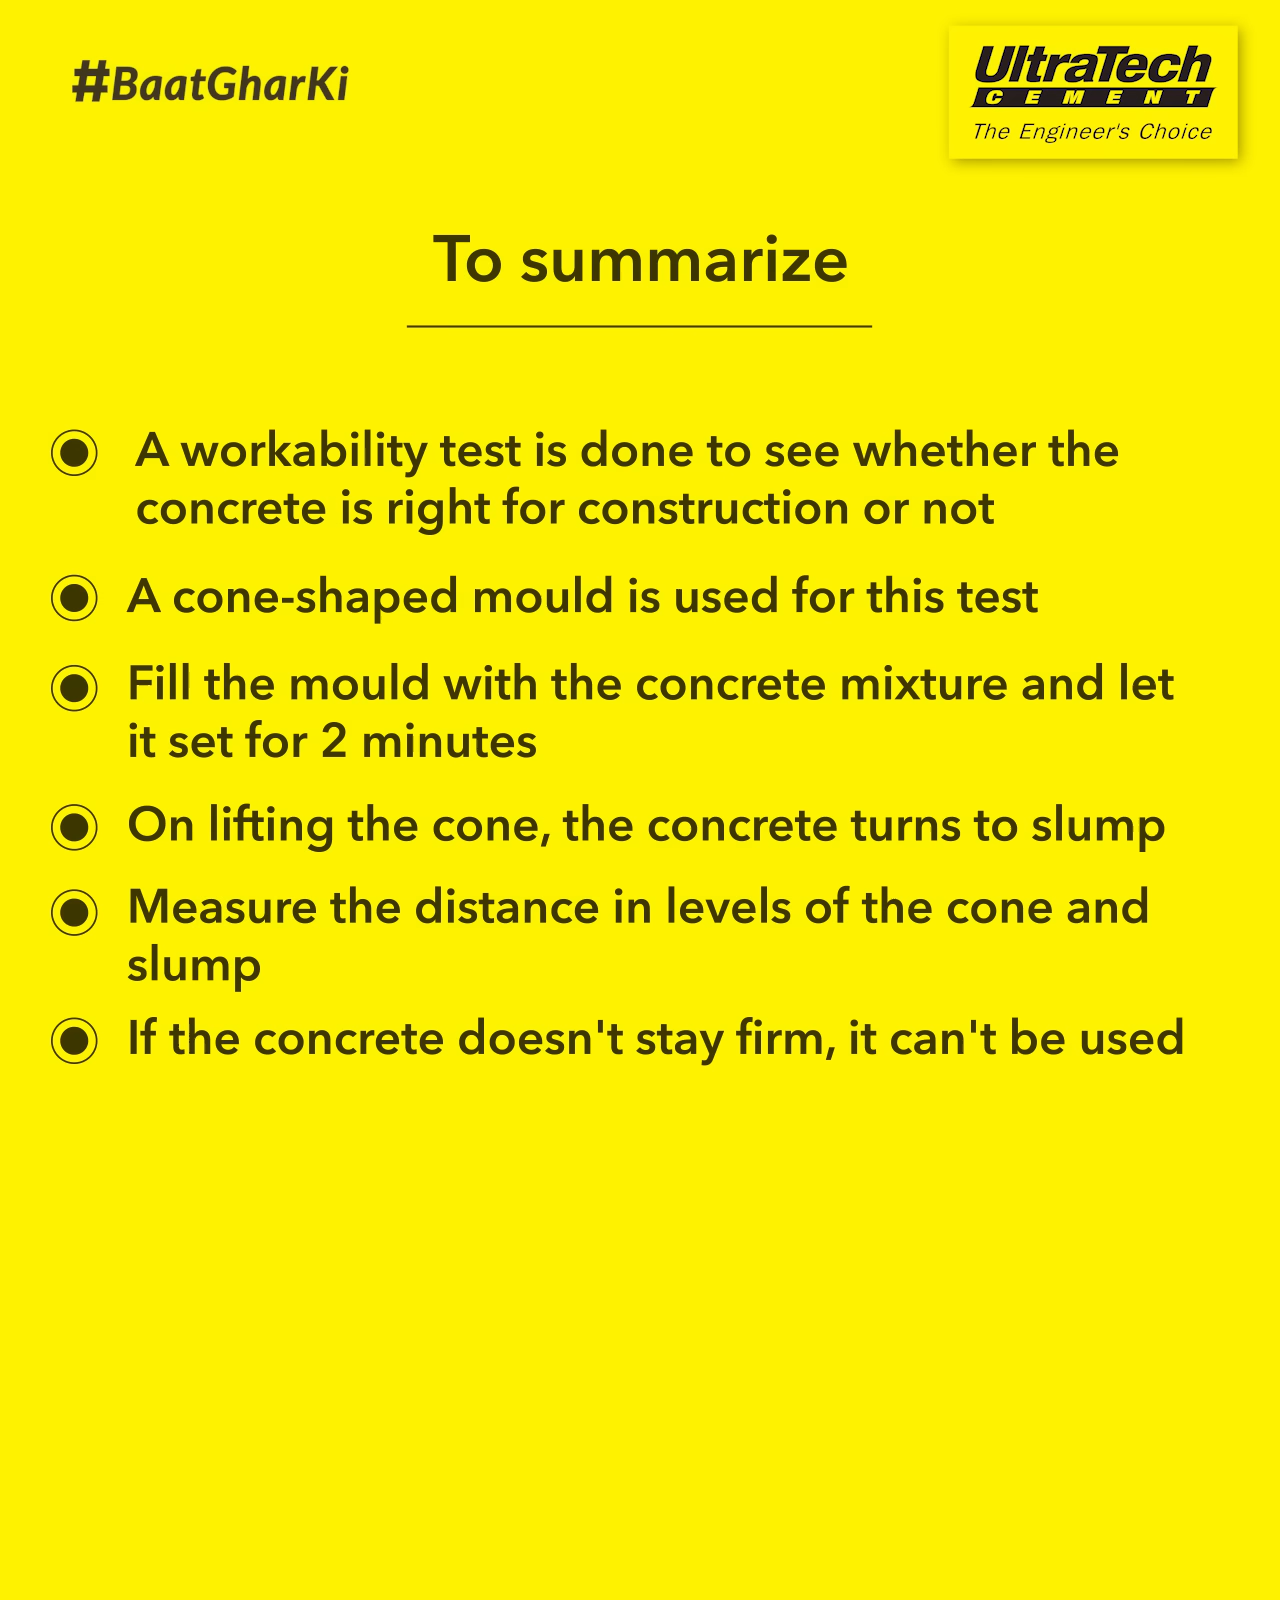 #BaatGharKi
UltraTech
CEMENT
The Engineer's Choice
To summarize
A workability test is done to see whether the
concrete is right for construction or not
A cone-shaped mould is used for this test
Fill the mould with the concrete mixture and let
it set for 2 minutes
On lifting the cone, the concrete turns to slump
Measure the distance in levels of the cone and
slump
If the concrete doesn't stay firm, it can't be used